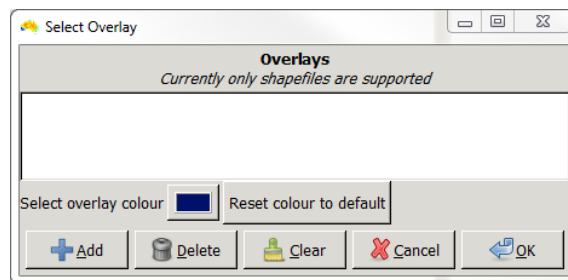 Select Overlay
Overlays
Currently only shapefiles are supported
Select overlay colour Reset colour to default
Add Delete Clear Cancel OK